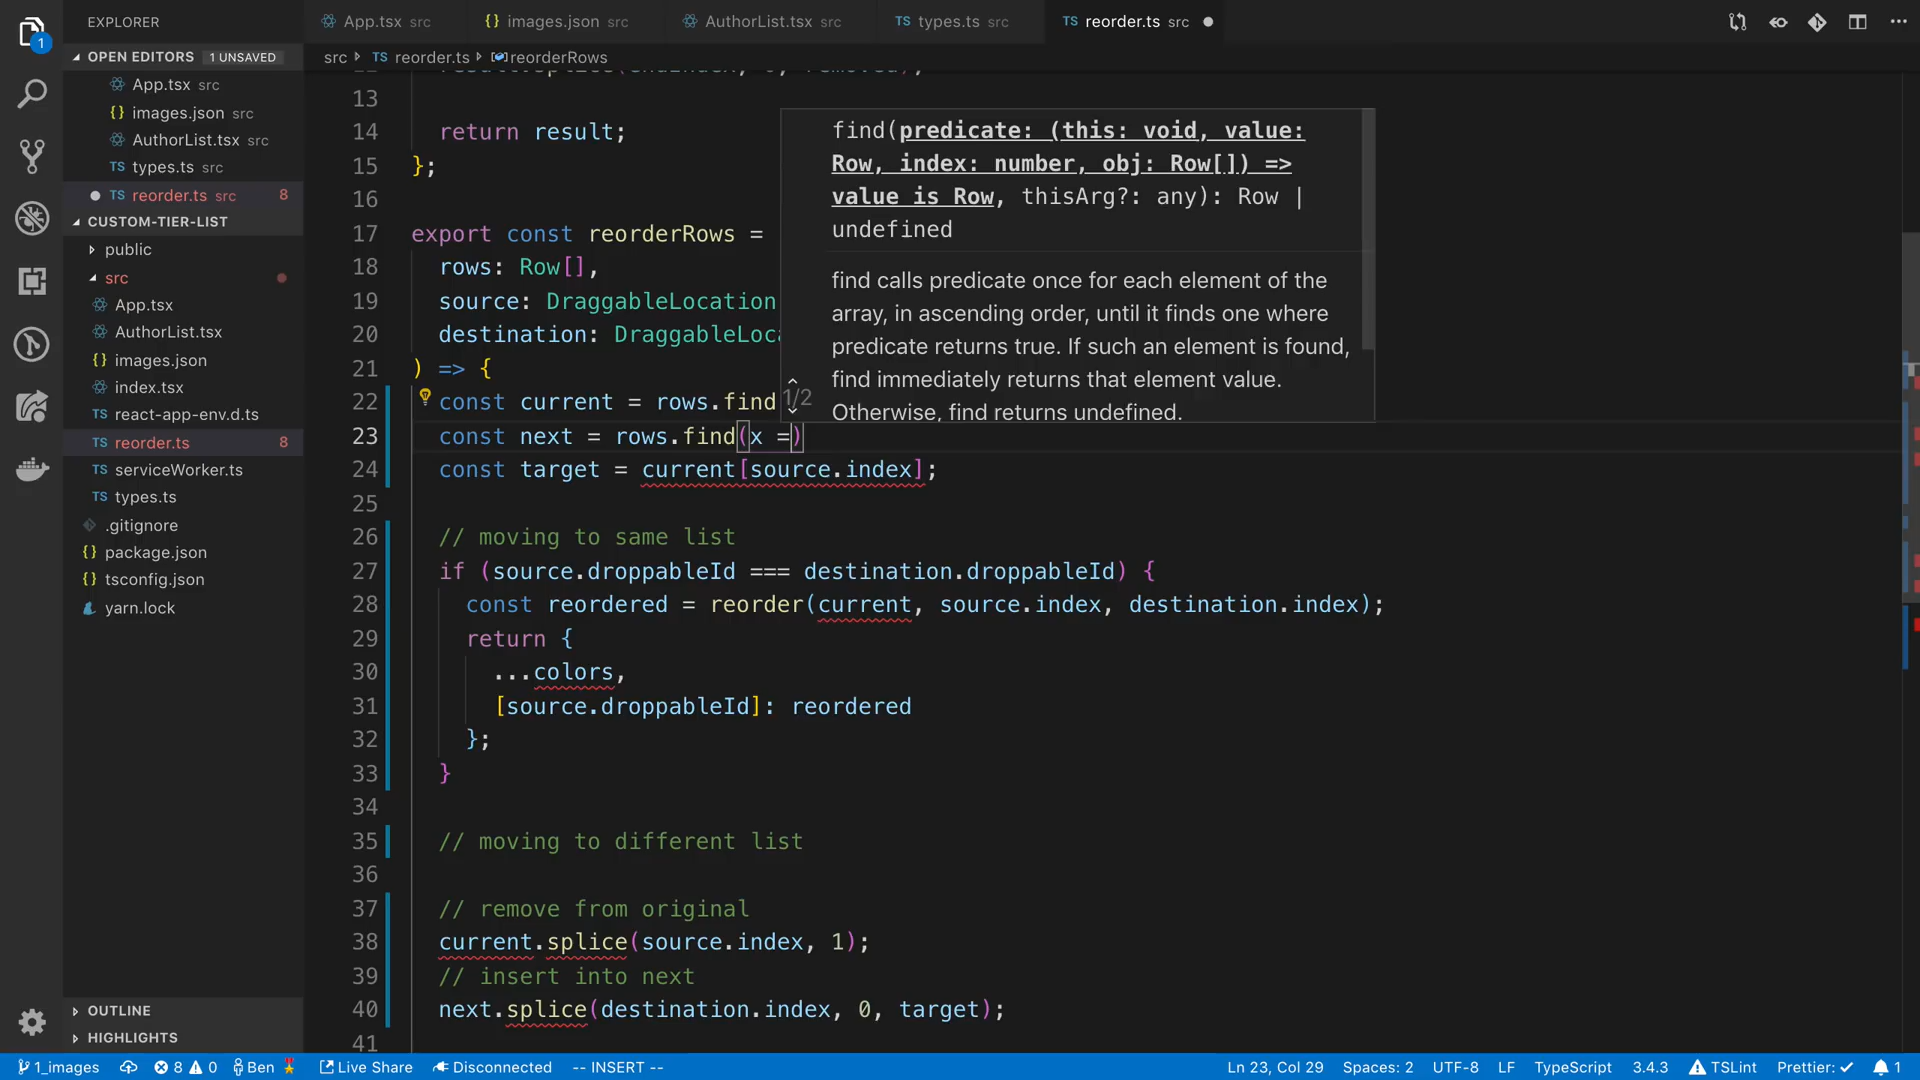 EXPLORER
App.tsx src
images.json src
AuthorList.tsx src
types.ts src
TS reorder.ts src
OPEN EDITORS 1 UNSAVED
App.tsx src
images.json src
AuthorList.tsx src
TS types.ts src
TS reorder.ts src 8
CUSTOM-TIER-LIST
public
src
App.tsx
AuthorList.tsx
{} images.json
index.tsx
TS react-app-env.d.ts
TS reorder.ts 8
TS serviceWorker.ts
TS types.ts
.gitignore
{} package.json
{} tsconfig.json
yarn.lock
OUTLINE
HIGHLIGHTS
src TS reorder.ts reorderRows
13
14 return result;
15 };
16
17 export const reorderRows =
18 rows: Row[],
19 source: DraggableLocation
20 destination: DraggableLoc
21 ) => {
22 const current = rows.find
23 const next = rows.find(x =)
24 const target = current[source.index];
25
26 // moving to same list
27 if (source.droppableId === destination.droppableId) {
28 const reordered = reorder(current, source.index, destination.index);
29 return {
30 ...colors,
31 [source.droppableId]: reordered
32 };
33 }
34
35 // moving to different list
36
37 // remove from original
38 current.splice(source.index, 1);
39 // insert into next
40 next.splice(destination.index, 0, target);
41
find(predicate: (this: void, value:
Row, index: number, obj: Row[]) =>
value is Row, thisArg?: any): Row |
undefined
find calls predicate once for each element of the
array, in ascending order, until it finds one where
predicate returns true. If such an element is found,
find immediately returns that element value.
1/2 Otherwise, find returns undefined.
1
1_images 8 0 Ben Live Share Disconnected -- INSERT -- Ln 23, Col 29 Spaces: 2 UTF-8 LF TypeScript 3.4.3 TSLint Prettier: 1